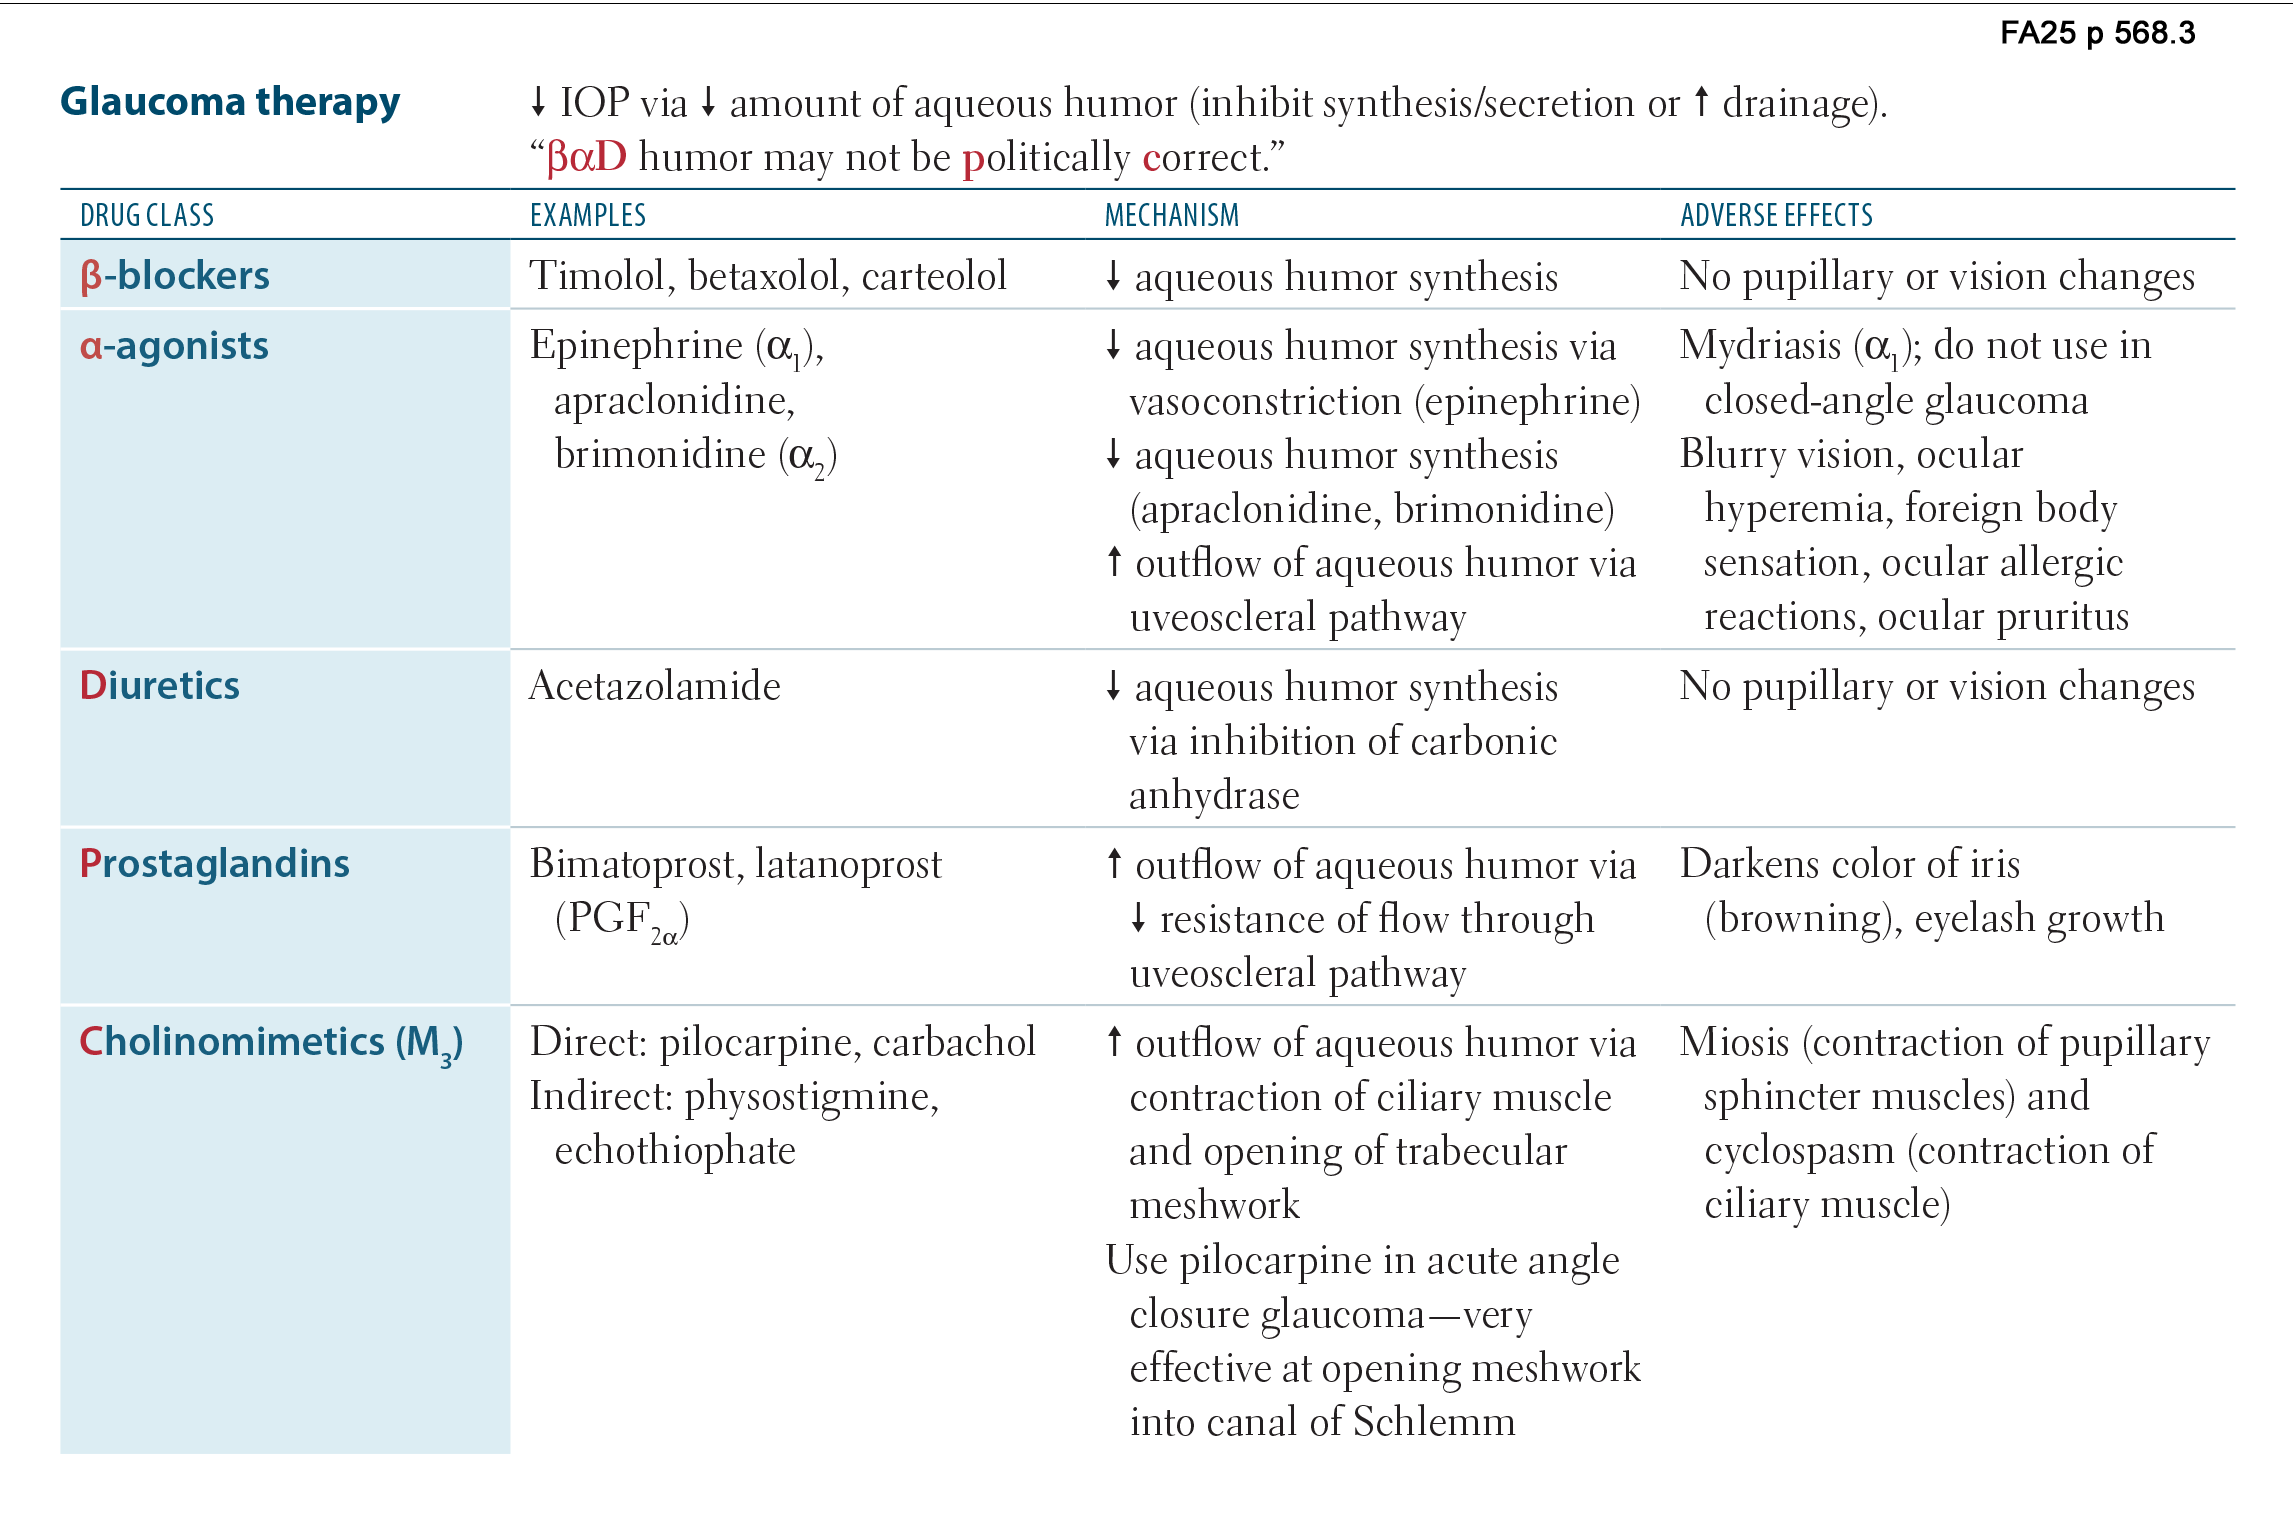 FA25 p 568.3
Glaucoma therapy
↓ IOP via ↓ amount of aqueous humor (inhibit synthesis/secretion or ↑ drainage).
“βαD humor may not be politically correct.”
DRUG CLASS
EXAMPLES
MECHANISM
ADVERSE EFFECTS
β-blockers
Timolol, betaxolol, carteolol
↓ aqueous humor synthesis
No pupillary or vision changes
α-agonists
Epinephrine (α₁),
apraclonidine,
brimonidine (α₂)
↓ aqueous humor synthesis via
vasoconstriction (epinephrine)
↓ aqueous humor synthesis
(apraclonidine, brimonidine)
↑ outflow of aqueous humor via
uveoscleral pathway
Mydriasis (α₁); do not use in
closed-angle glaucoma
Blurry vision, ocular
hyperemia, foreign body
sensation, ocular allergic
reactions, ocular pruritus
Diuretics
Acetazolamide
↓ aqueous humor synthesis
via inhibition of carbonic
anhydrase
No pupillary or vision changes
Prostaglandins
Bimatoprost, latanoprost
(PGF₂α)
↑ outflow of aqueous humor via
↓ resistance of flow through
uveoscleral pathway
Darkens color of iris
(browning), eyelash growth
Cholinomimetics (M₃)
Direct: pilocarpine, carbachol
Indirect: physostigmine,
echothiophate
↑ outflow of aqueous humor via
contraction of ciliary muscle
and opening of trabecular
meshwork
Use pilocarpine in acute angle
closure glaucoma—very
effective at opening meshwork
into canal of Schlemm
Miosis (contraction of pupillary
sphincter muscles) and
cyclospasm (contraction of
ciliary muscle)